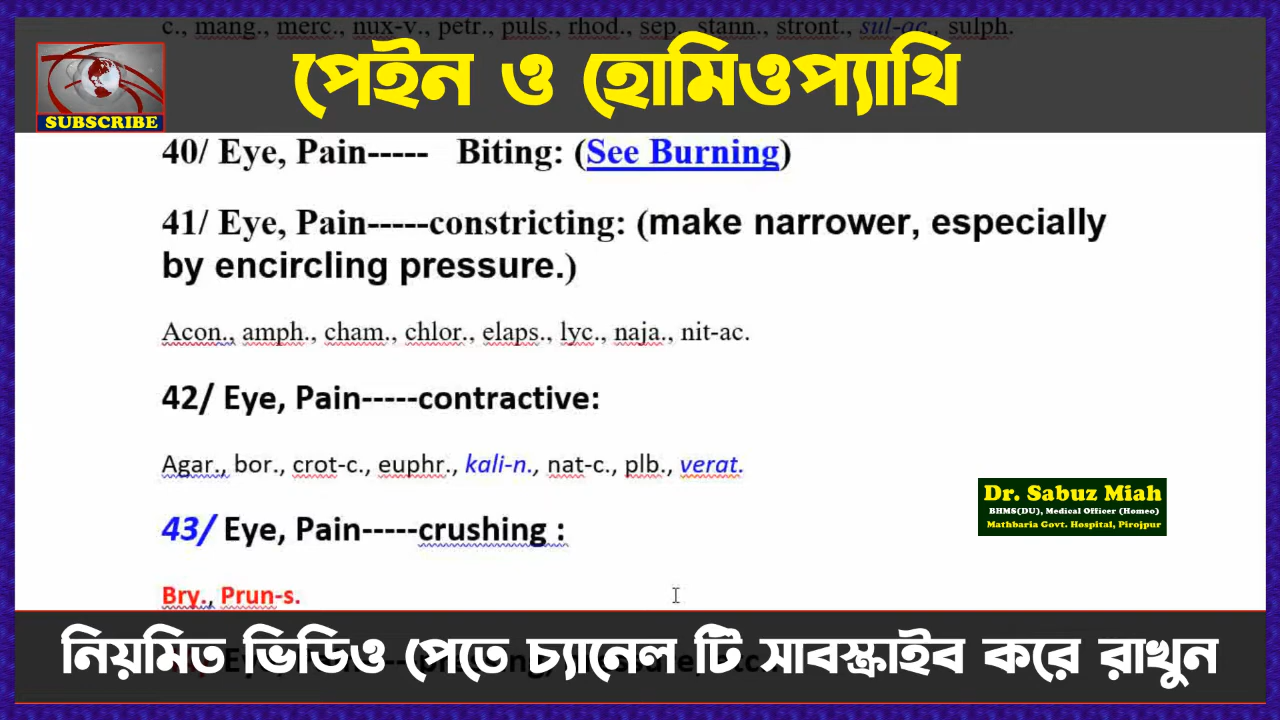 c., mang., merc., nux-v., petr., puls., rhod., sep., stann., stront., sul-ac., sulph.
পেইন ও হোমিওপ্যাথি
SUBSCRIBE
40/ Eye, Pain----- Biting: (See Burning)
41/ Eye, Pain-----constricting: (make narrower, especially
by encircling pressure.)
Acon., amph., cham., chlor., elaps., lyc., naja., nit-ac.
42/ Eye, Pain-----contractive:
Agar., bor., crot-c., euphr., kali-n., nat-c., plb., verat.
Dr. Sabuz Miah
BHMS(DU), Medical Officer (Homeo)
Mathbaria Govt. Hospital, Pirojpur
43/ Eye, Pain-----crushing :
Bry., Prun-s.
নিয়মিত ভিডিও পেতে চ্যানেল টি সাবস্ক্রাইব করে রাখুন